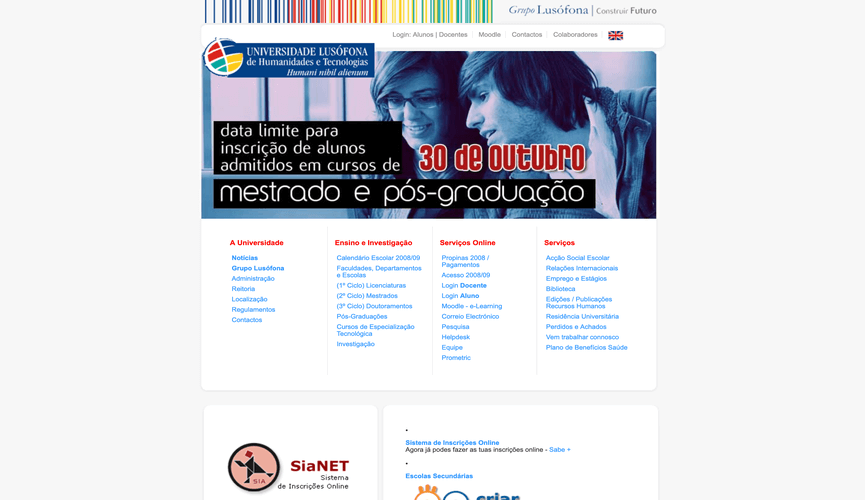 Grupo Lusófona | Construir Futuro
Login: Alunos | Docentes
Moodle
Contactos
Colaboradores
UNIVERSIDADE LUSÓFONA
de Humanidades e Tecnologias
Humani nihil alienum
data limite para
inscrição de alunos
admitidos em cursos de
30 DE OUTUBRO
mestrado e pós-graduação
A Universidade
Notícias
Grupo Lusófona
Administração
Reitoria
Localização
Regulamentos
Contactos
Ensino e Investigação
Calendário Escolar 2008/09
Faculdades, Departamentos
e Escolas
(1º Ciclo) Licenciaturas
(2º Ciclo) Mestrados
(3º Ciclo) Doutoramentos
Pós-Graduações
Cursos de Especialização
Tecnológica
Investigação
Serviços Online
Propinas 2008 /
Pagamentos
Acesso 2008/09
Login Docente
Login Aluno
Moodle - e-Learning
Correio Electrónico
Pesquisa
Helpdesk
Equipe
Prometric
Serviços
Acção Social Escolar
Relações Internacionais
Emprego e Estágios
Biblioteca
Edições / Publicações
Recursos Humanos
Residência Universitária
Perdidos e Achados
Vem trabalhar connosco
Plano de Benefícios Saúde
SIA
SiaNET
Sistema
de Inscrições Online
Sistema de Inscrições Online
Agora já podes fazer as tuas inscrições online - Sabe +
Escolas Secundárias
criar